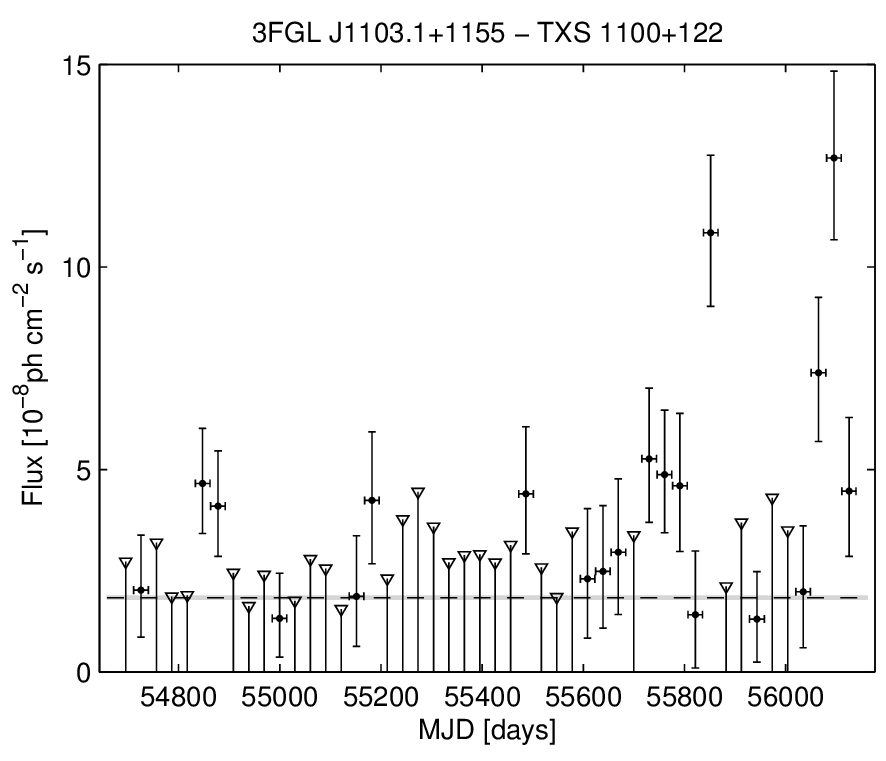 3FGL J1103.1+1155 − TXS 1100+122
15
10
5
0
Flux [10⁻⁸ph cm⁻² s⁻¹]
54800 55000 55200 55400 55600 55800 56000
MJD [days]